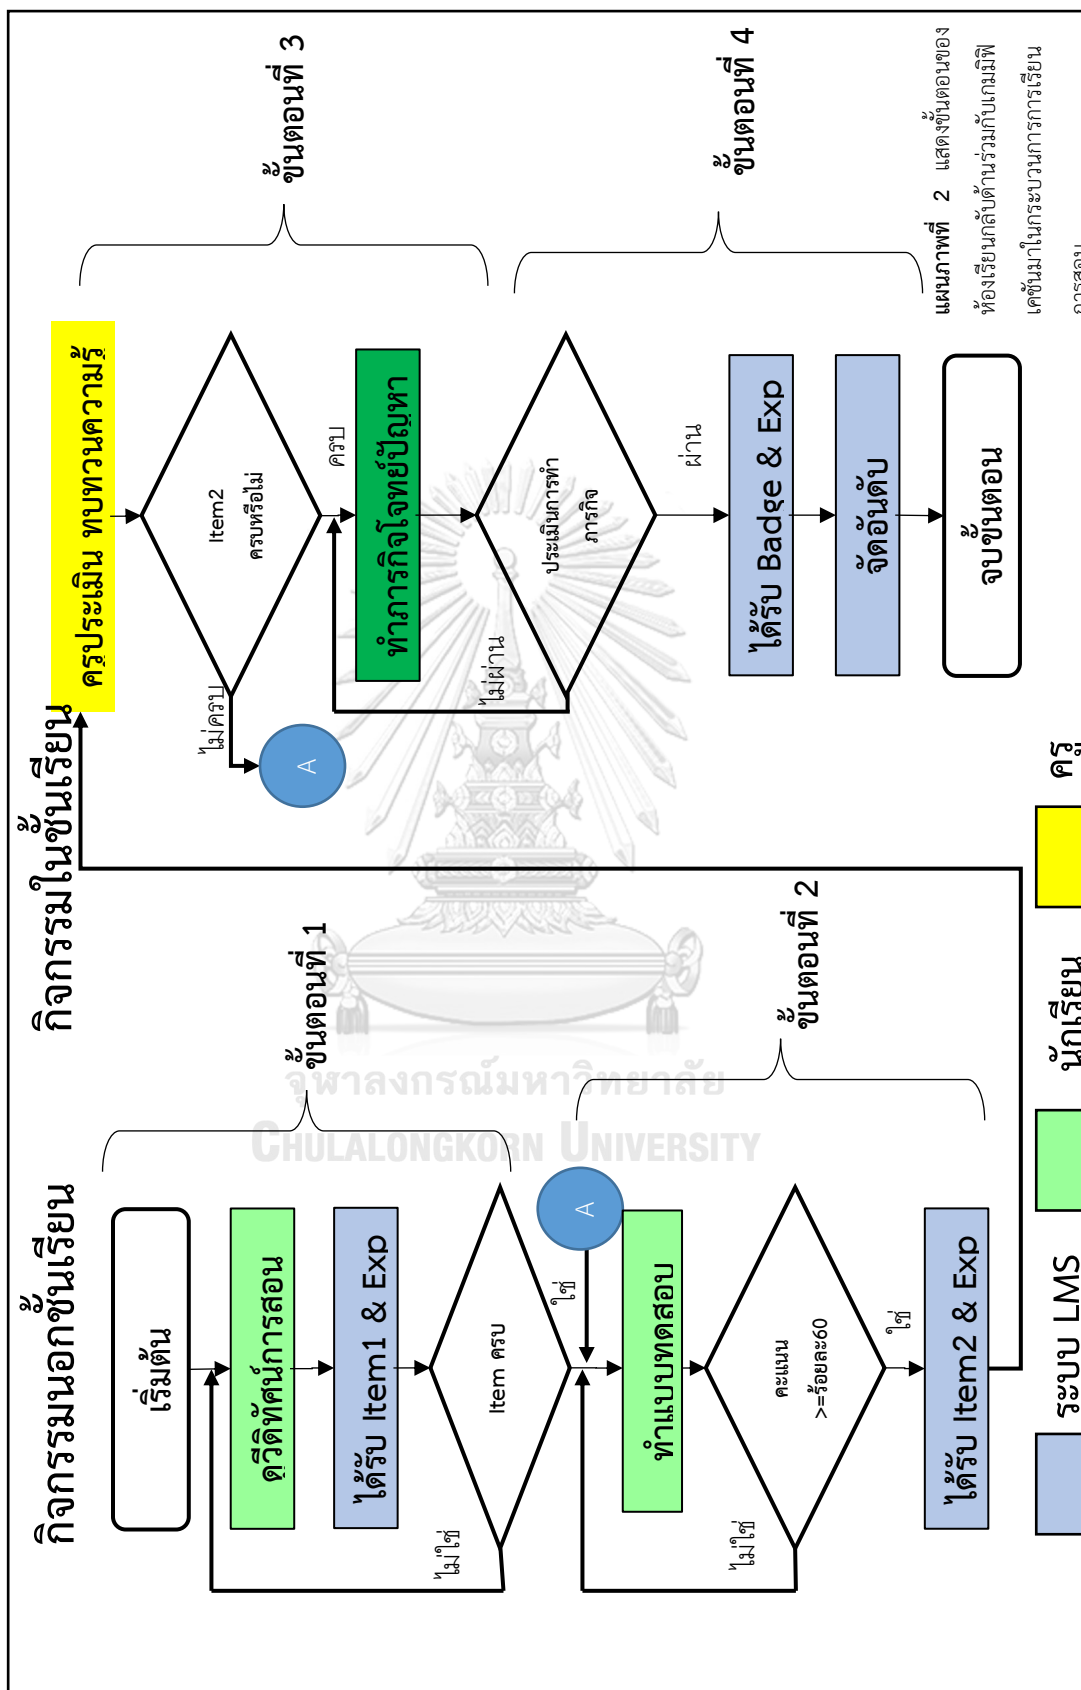 กิจกรรมนอกชั้นเรียน
เริ่มต้น
ดูวีดิทัศน์การสอน
ได้รับ Item1 & Exp
Item ครบ
ไม่ใช่
ใช่
A
ทำแบบทดสอบ
คะแนน
>=ร้อยละ60
ไม่ใช่
ใช่
ได้รับ Item2 & Exp
ขั้นตอนที่ 1
ขั้นตอนที่ 2
กิจกรรมในชั้นเรียน
ครูประเมิน ทบทวนความรู้
Item2
ครบหรือไม่
ไม่ครบ
A
ครบ
ทำภารกิจโจทย์ปัญหา
ประเมินการทำ
ภารกิจ
ไม่ผ่าน
ผ่าน
ได้รับ Badge & Exp
จัดอันดับ
จบขั้นตอน
ขั้นตอนที่ 3
ขั้นตอนที่ 4
แผนภาพที่ 2 แสดงขั้นตอนของ
ห้องเรียนกลับด้านร่วมกับเกมมิฟิ
เคชันมาในกระบวนการการเรียน
การสอน
ระบบ LMS
นักเรียน
ครู
จุฬาลงกรณ์มหาวิทยาลัย
CHULALONGKORN UNIVERSITY